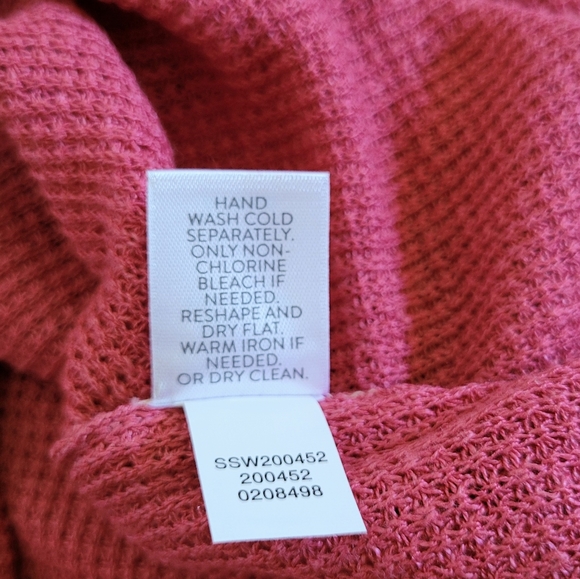 HAND
WASH COLD
SEPARATELY.
ONLY NON-
CHLORINE
BLEACH IF
NEEDED.
RESHAPE AND
DRY FLAT.
WARM IRON IF
NEEDED.
OR DRY CLEAN.
SSW200452
200452
0208498